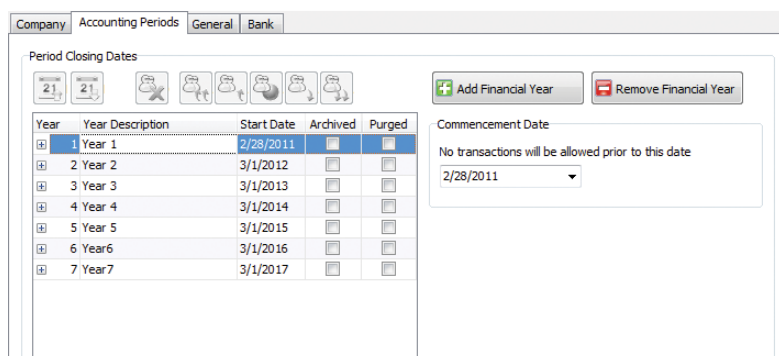 Company Accounting Periods General Bank
Period Closing Dates
21 21 Add Financial Year Remove Financial Year
Year Year Description Start Date Archived Purged
1 Year 1 2/28/2011
2 Year 2 3/1/2012
3 Year 3 3/1/2013
4 Year 4 3/1/2014
5 Year 5 3/1/2015
6 Year6 3/1/2016
7 Year7 3/1/2017
Commencement Date
No transactions will be allowed prior to this date
2/28/2011